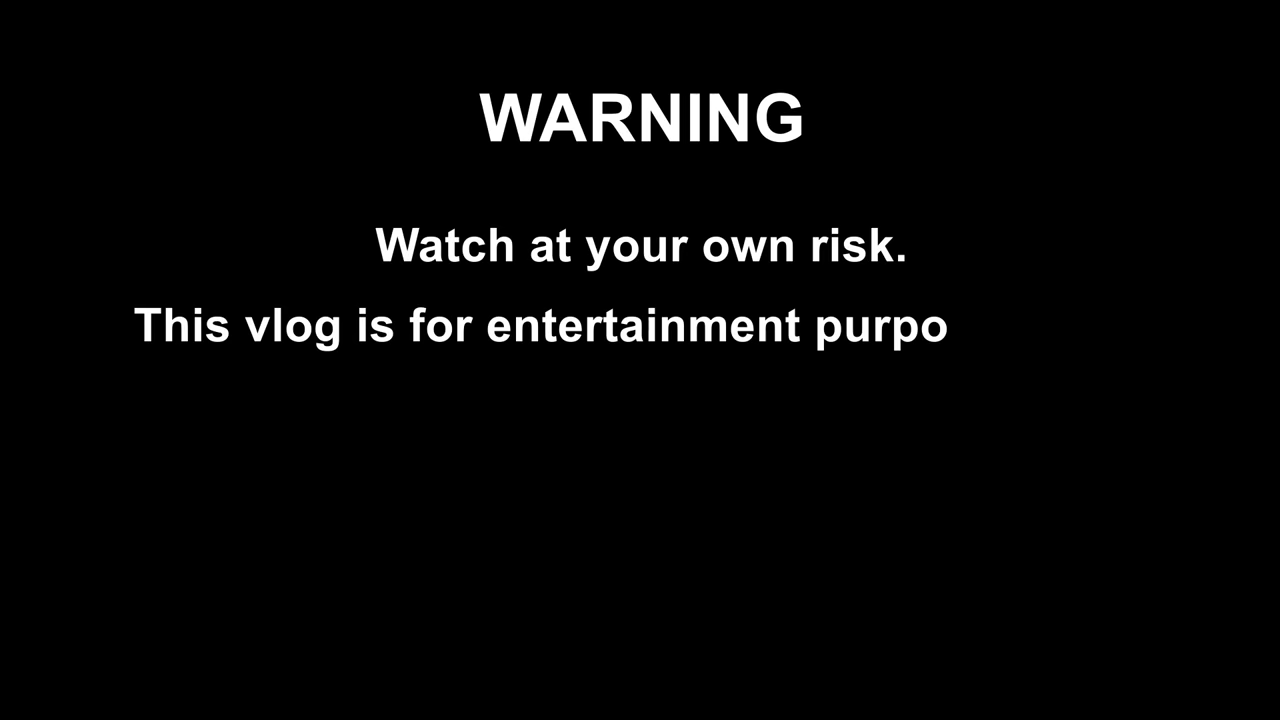 WARNING
Watch at your own risk.
This vlog is for entertainment purpo